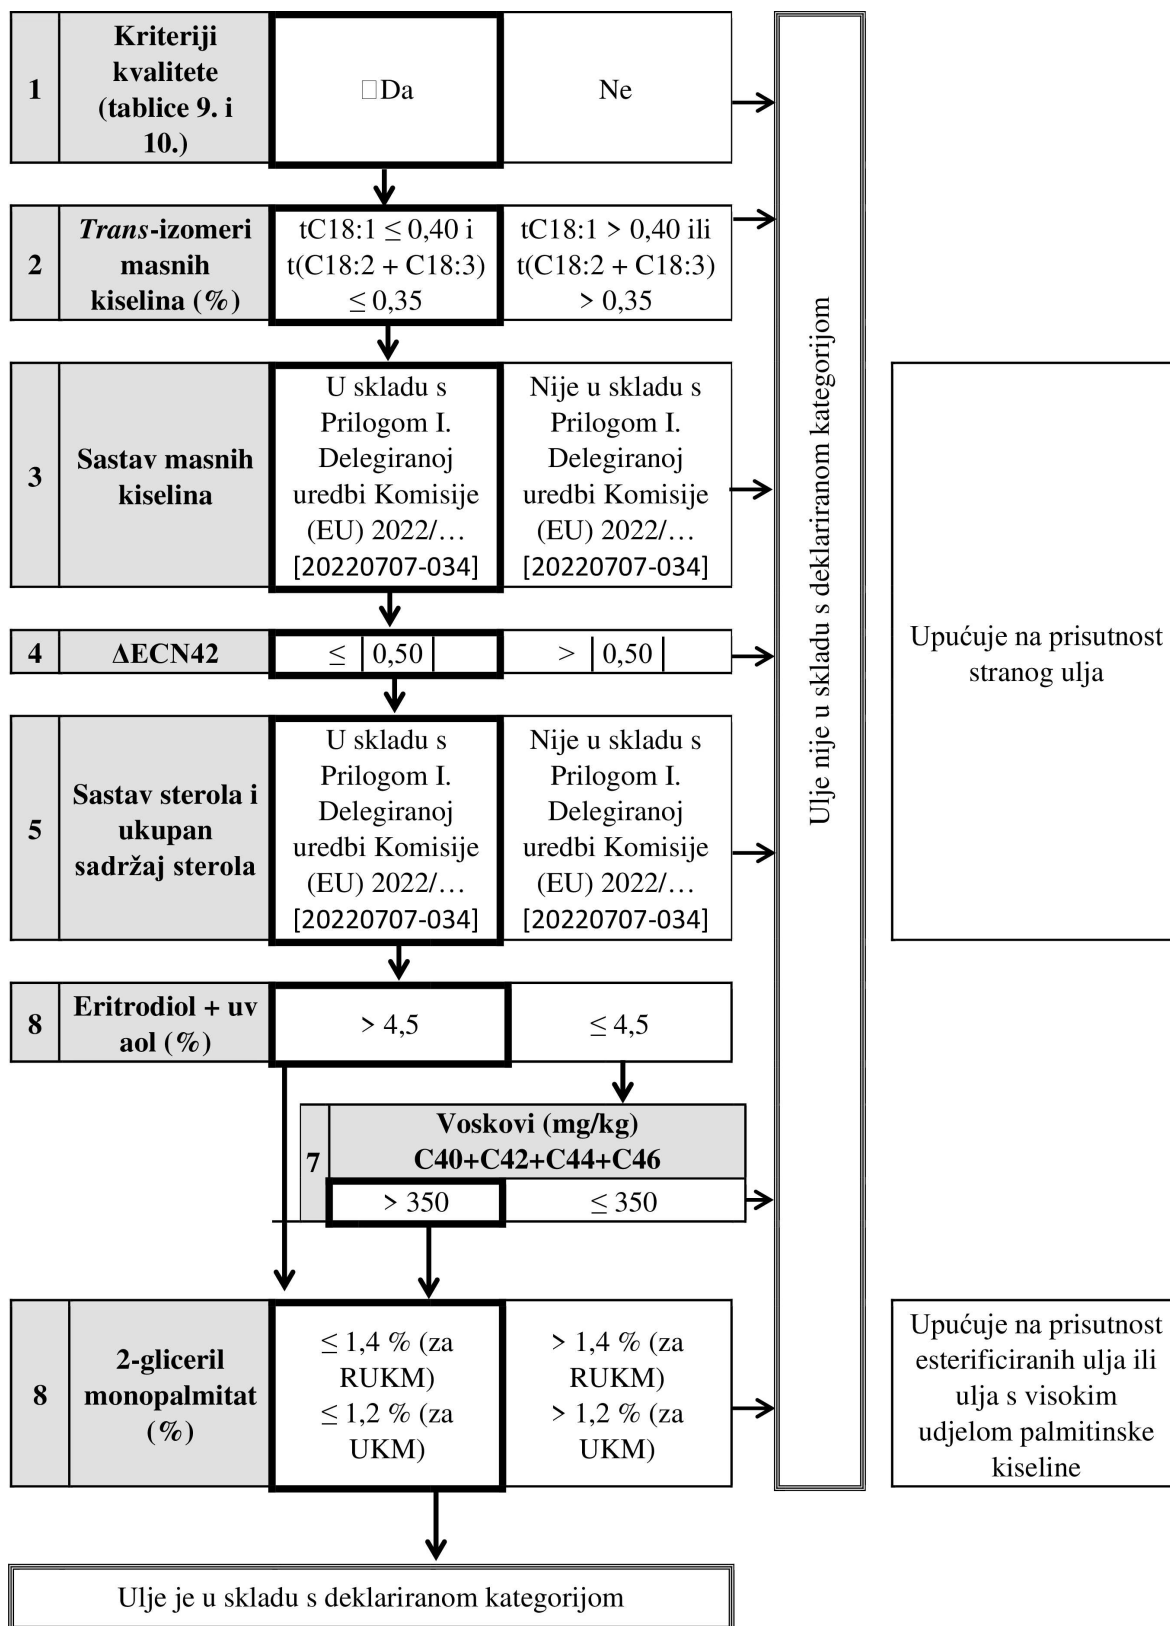 1
Kriteriji
kvalitete
(tablice 9. i
10.)
□Da
Ne
2
Trans-izomeri
masnih
kiselina (%)
tC18:1 ≤ 0,40 i
t(C18:2 + C18:3)
≤ 0,35
tC18:1 > 0,40 ili
t(C18:2 + C18:3)
> 0,35
3
Sastav masnih
kiselina
U skladu s
Prilogom I.
Delegiranoj
uredbi Komisije
(EU) 2022/…
[20220707-034]
Nije u skladu s
Prilogom I.
Delegiranoj
uredbi Komisije
(EU) 2022/…
[20220707-034]
4
ΔECN42
≤ |0,50|
> |0,50|
5
Sastav sterola i
ukupan
sadržaj sterola
U skladu s
Prilogom I.
Delegiranoj
uredbi Komisije
(EU) 2022/…
[20220707-034]
Nije u skladu s
Prilogom I.
Delegiranoj
uredbi Komisije
(EU) 2022/…
[20220707-034]
8
Eritrodiol + uv
aol (%)
> 4,5
≤ 4,5
7
Voskovi (mg/kg)
C40+C42+C44+C46
> 350
≤ 350
8
2-gliceril
monopalmitat
(%)
≤ 1,4 % (za
RUKM)
≤ 1,2 % (za
UKM)
> 1,4 % (za
RUKM)
> 1,2 % (za
UKM)
Ulje nije u skladu s deklariranom kategorijom
Upućuje na prisutnost
stranog ulja
Upućuje na prisutnost
esterificiranih ulja ili
ulja s visokim
udjelom palmitinske
kiseline
Ulje je u skladu s deklariranom kategorijom